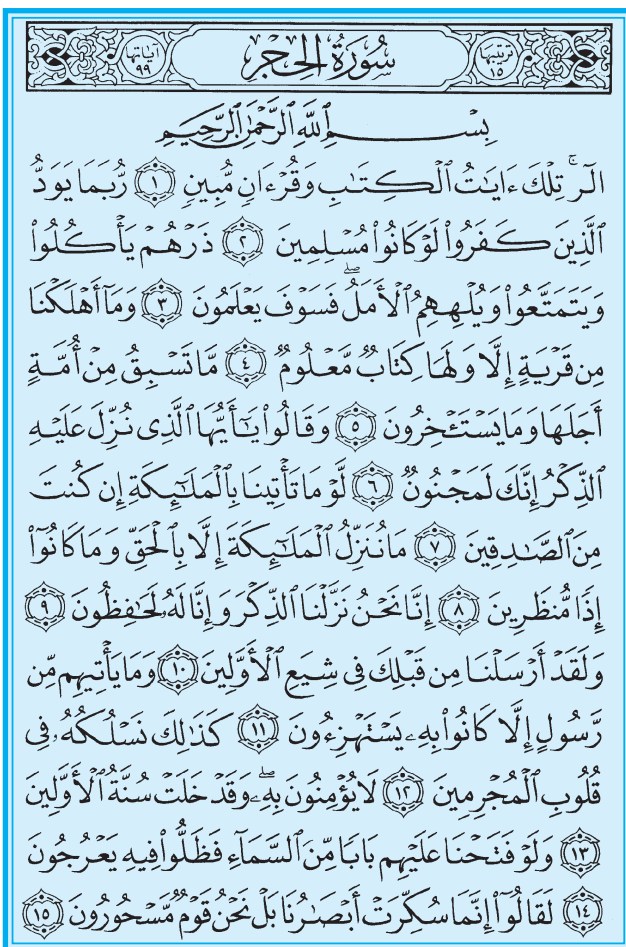 ترتيبها ١٥ سُورَةُ الحِجْرِ آياتها ٩٩
بِسْمِ ٱللَّهِ ٱلرَّحْمَٰنِ ٱلرَّحِيمِ
الٓرۚ تِلْكَ ءَايَٰتُ ٱلْكِتَٰبِ وَقُرْءَانٍ مُّبِينٍ ١ رُّبَمَا يَوَدُّ
ٱلَّذِينَ كَفَرُوا۟ لَوْ كَانُوا۟ مُسْلِمِينَ ٢ ذَرْهُمْ يَأْكُلُوا۟
وَيَتَمَتَّعُوا۟ وَيُلْهِهِمُ ٱلْأَمَلُۖ فَسَوْفَ يَعْلَمُونَ ٣ وَمَآ أَهْلَكْنَا
مِن قَرْيَةٍ إِلَّا وَلَهَا كِتَابٌ مَّعْلُومٌ ٤ مَّا تَسْبِقُ مِنْ أُمَّةٍ
أَجَلَهَا وَمَا يَسْتَـْٔخِرُونَ ٥ وَقَالُوا۟ يَٰٓأَيُّهَا ٱلَّذِى نُزِّلَ عَلَيْهِ
ٱلذِّكْرُ إِنَّكَ لَمَجْنُونٌ ٦ لَّوْ مَا تَأْتِينَا بِٱلْمَلَٰٓئِكَةِ إِن كُنتَ
مِنَ ٱلصَّٰدِقِينَ ٧ مَا نُنَزِّلُ ٱلْمَلَٰٓئِكَةَ إِلَّا بِٱلْحَقِّ وَمَا كَانُوٓا۟
إِذًا مُّنظَرِينَ ٨ إِنَّا نَحْنُ نَزَّلْنَا ٱلذِّكْرَ وَإِنَّا لَهُۥ لَحَٰفِظُونَ ٩
وَلَقَدْ أَرْسَلْنَا مِن قَبْلِكَ فِى شِيَعِ ٱلْأَوَّلِينَ ١٠ وَمَا يَأْتِيهِم مِّن
رَّسُولٍ إِلَّا كَانُوا۟ بِهِۦ يَسْتَهْزِءُونَ ١١ كَذَٰلِكَ نَسْلُكُهُۥ فِى
قُلُوبِ ٱلْمُجْرِمِينَ ١٢ لَا يُؤْمِنُونَ بِهِۦۖ وَقَدْ خَلَتْ سُنَّةُ ٱلْأَوَّلِينَ
١٣ وَلَوْ فَتَحْنَا عَلَيْهِم بَابًا مِّنَ ٱلسَّمَآءِ فَظَلُّوا۟ فِيهِ يَعْرُجُونَ
١٤ لَقَالُوٓا۟ إِنَّمَا سُكِّرَتْ أَبْصَٰرُنَا بَلْ نَحْنُ قَوْمٌ مَّسْحُورُونَ ١٥